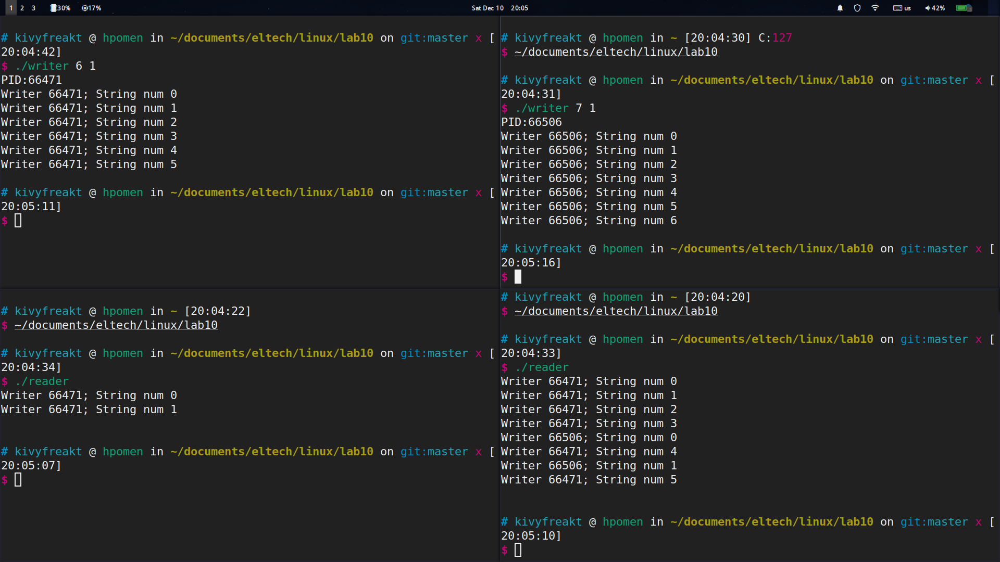 1 2 3 30% 17% Sat Dec 10 20:05 us 42%
# kivyfreakt @ hpomen in ~/documents/eltech/linux/lab10 on git:master x [
20:04:42]
$ ./writer 6 1
PID:66471
Writer 66471; String num 0
Writer 66471; String num 1
Writer 66471; String num 2
Writer 66471; String num 3
Writer 66471; String num 4
Writer 66471; String num 5
# kivyfreakt @ hpomen in ~/documents/eltech/linux/lab10 on git:master x [
20:05:11]
$
# kivyfreakt @ hpomen in ~ [20:04:30] C:127
$ ~/documents/eltech/linux/lab10
# kivyfreakt @ hpomen in ~/documents/eltech/linux/lab10 on git:master x [
20:04:31]
$ ./writer 7 1
PID:66506
Writer 66506; String num 0
Writer 66506; String num 1
Writer 66506; String num 2
Writer 66506; String num 3
Writer 66506; String num 4
Writer 66506; String num 5
Writer 66506; String num 6
# kivyfreakt @ hpomen in ~/documents/eltech/linux/lab10 on git:master x [
20:05:16]
$
# kivyfreakt @ hpomen in ~ [20:04:22]
$ ~/documents/eltech/linux/lab10
# kivyfreakt @ hpomen in ~/documents/eltech/linux/lab10 on git:master x [
20:04:34]
$ ./reader
Writer 66471; String num 0
Writer 66471; String num 1
# kivyfreakt @ hpomen in ~/documents/eltech/linux/lab10 on git:master x [
20:05:07]
$
# kivyfreakt @ hpomen in ~ [20:04:20]
$ ~/documents/eltech/linux/lab10
# kivyfreakt @ hpomen in ~/documents/eltech/linux/lab10 on git:master x [
20:04:33]
$ ./reader
Writer 66471; String num 0
Writer 66471; String num 1
Writer 66471; String num 2
Writer 66471; String num 3
Writer 66506; String num 0
Writer 66471; String num 4
Writer 66506; String num 1
Writer 66471; String num 5
# kivyfreakt @ hpomen in ~/documents/eltech/linux/lab10 on git:master x [
20:05:10]
$